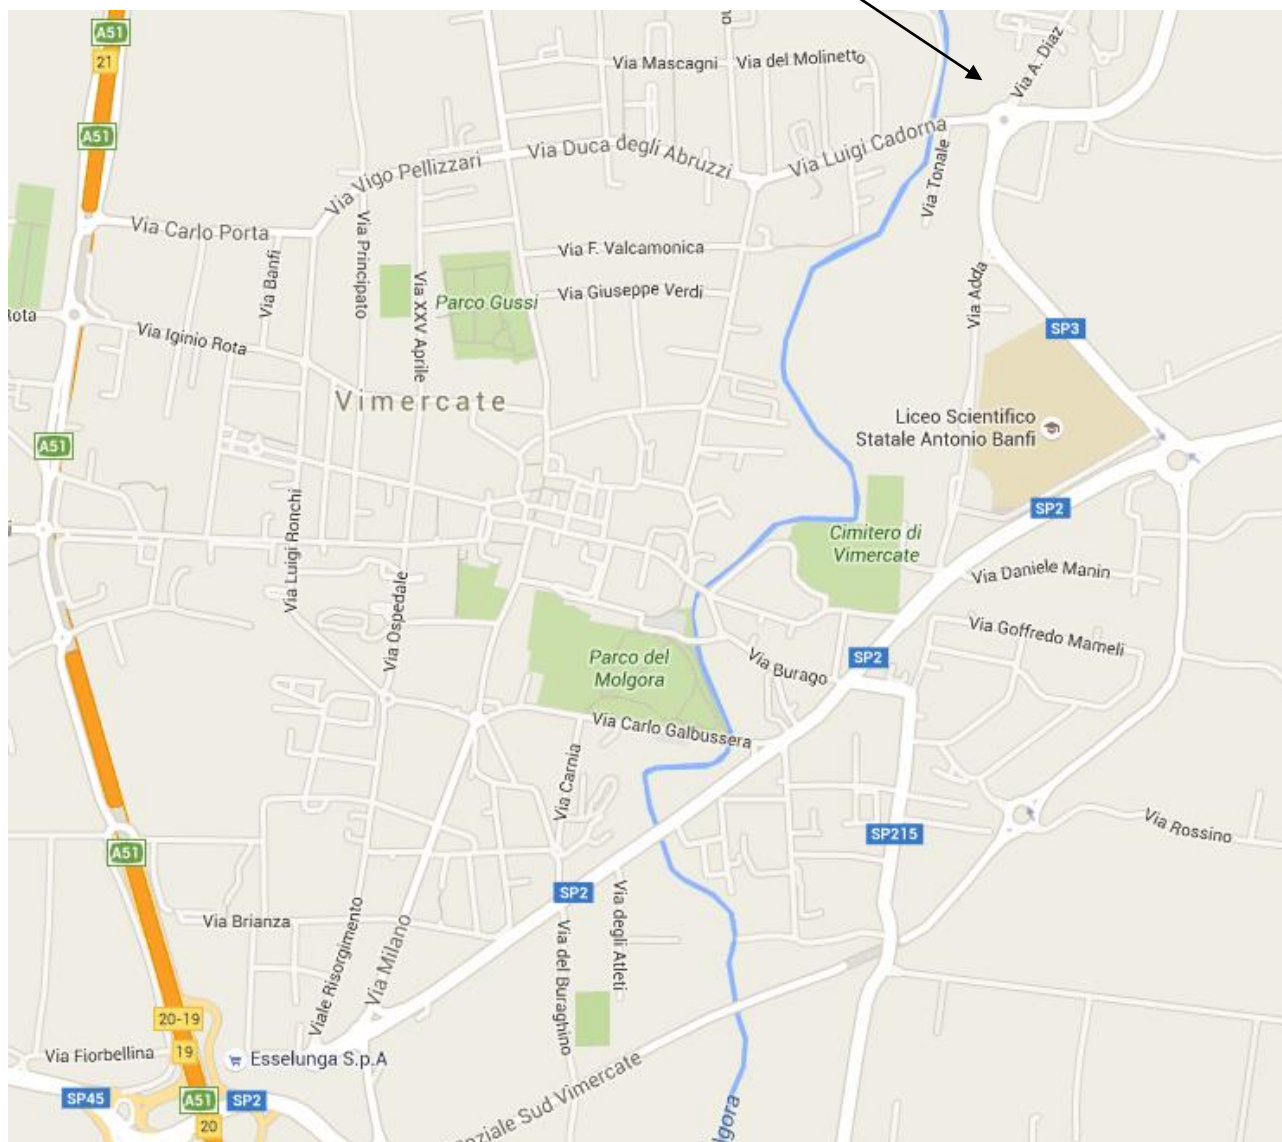 A51
21
Via Mascagni
Via del Molinetto
Via A. Diaz
A51
Via Duca degli Abruzzi
Via Luigi Cadorna
Via Vigo Pellizzari
Via Tonale
Via Carlo Porta
Via Principato
Via F. Valcamonica
Via Banfi
Via XXV Aprile
Parco Gussi
Via Giuseppe Verdi
Via Adda
Via Iginio Rota
SP3
Vimercate
Liceo Scientifico
Statale Antonio Banfi
A51
SP2
Via Luigi Ronchi
Cimitero di
Vimercate
Via Daniele Manin
Via Ospedale
Via Goffredo Mameli
Parco del
Molgora
Via Burago
SP2
Via Carlo Galbussera
Via Carnia
SP215
Via Rossino
A51
SP2
Via Brianza
Viale Risorgimento
Via Milano
Via del Buraghino
Via degli Atleti
20-19
19
Via Fiorbellina
Esselunga S.p.A
SP45
A51
SP2
20
nziale Sud Vimercate
lgora